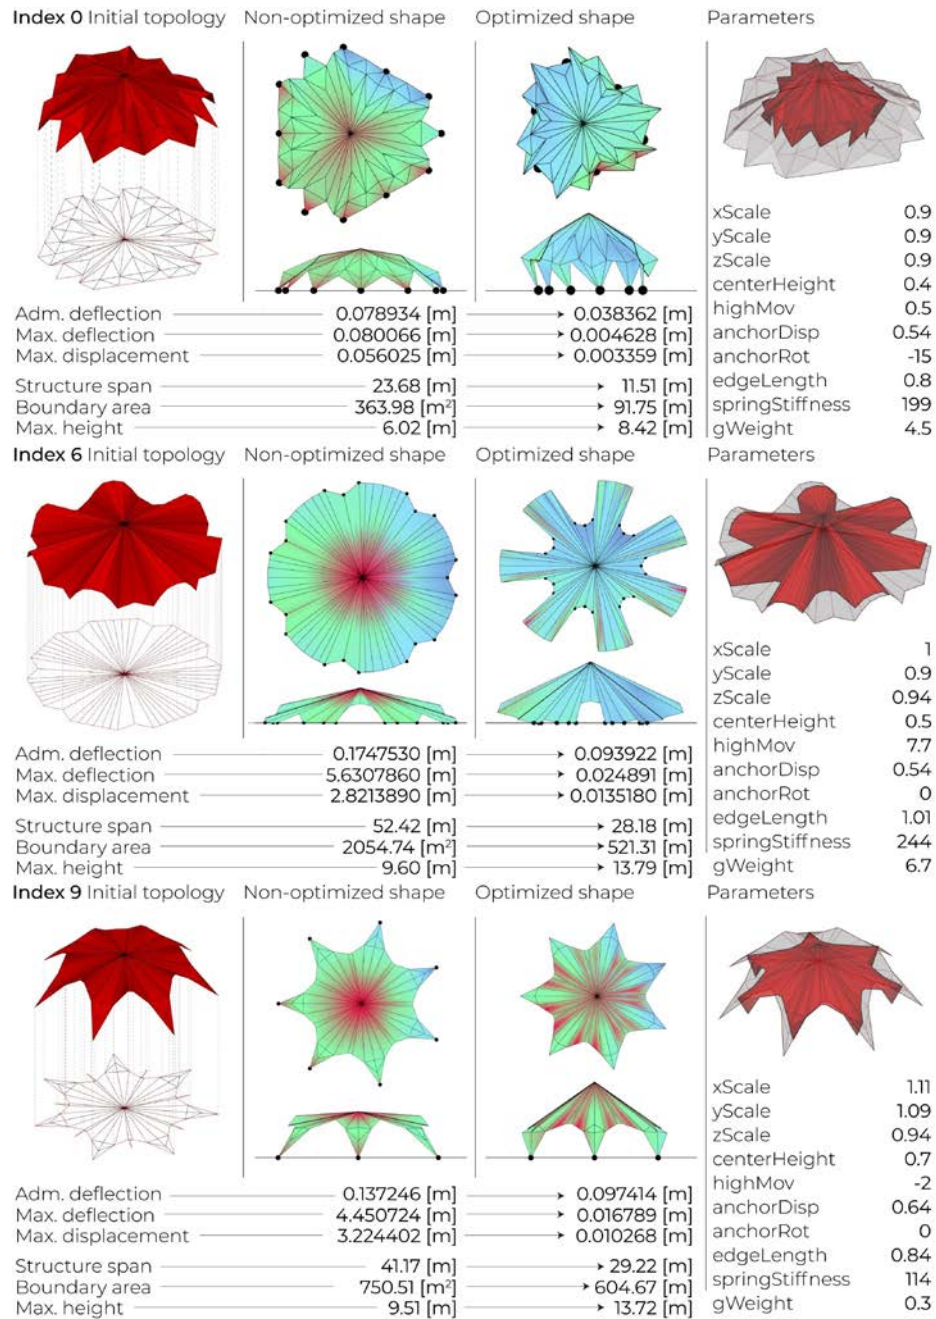 Index 0 Initial topology Non-optimized shape Optimized shape Parameters
xScale 0.9
yScale 0.9
zScale 0.9
centerHeight 0.4
highMov 0.5
anchorDisp 0.54
anchorRot -15
edgeLength 0.8
springStiffness 199
gWeight 4.5
Adm. deflection 0.078934 [m] 0.038362 [m]
Max. deflection 0.080066 [m] 0.004628 [m]
Max. displacement 0.056025 [m] 0.003359 [m]
Structure span 23.68 [m] 11.51 [m]
Boundary area 363.98 [m²] 91.75 [m²]
Max. height 6.02 [m] 8.42 [m]
Index 6 Initial topology Non-optimized shape Optimized shape Parameters
xScale 1
yScale 0.9
zScale 0.94
centerHeight 0.5
highMov 7.7
anchorDisp 0.54
anchorRot 0
edgeLength 1.01
springStiffness 244
gWeight 6.7
Adm. deflection 0.1747530 [m] 0.093922 [m]
Max. deflection 5.6307860 [m] 0.024891 [m]
Max. displacement 2.8213890 [m] 0.0135180 [m]
Structure span 52.42 [m] 28.18 [m]
Boundary area 2054.74 [m²] 521.31 [m]
Max. height 9.60 [m] 13.79 [m]
Index 9 Initial topology Non-optimized shape Optimized shape Parameters
xScale 1.11
yScale 1.09
zScale 0.94
centerHeight 0.7
highMov -2
anchorDisp 0.64
anchorRot 0
edgeLength 0.84
springStiffness 114
gWeight 0.3
Adm. deflection 0.137246 [m] 0.097414 [m]
Max. deflection 4.450724 [m] 0.016789 [m]
Max. displacement 3.224402 [m] 0.010268 [m]
Structure span 41.17 [m] 29.22 [m]
Boundary area 750.51 [m²] 604.67 [m]
Max. height 9.51 [m] 13.72 [m]